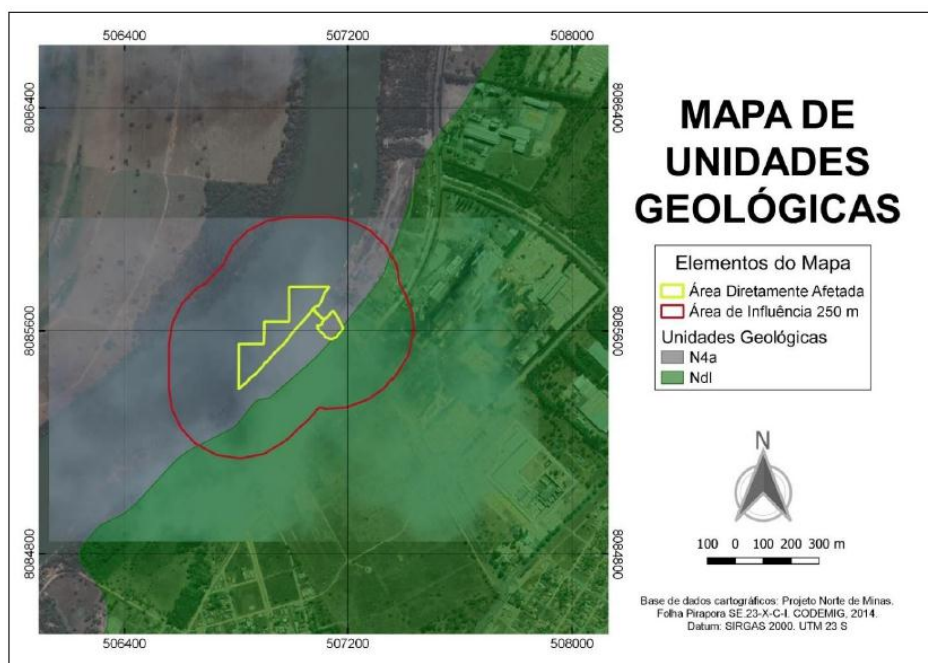 506400 507200 508000
8086400 8086400
MAPA DE
UNIDADES
GEOLÓGICAS
Elementos do Mapa
Área Diretamente Afetada
Área de Influência 250 m
Unidades Geológicas
N4a
Ndl
8085600 8085600
N
8084800 8084800
100 0 100 200 300 m
Base de dados cartográficos: Projeto Norte de Minas.
Folha Pirapora SE.23-X-C-I. CODEMIG, 2014.
Datum: SIRGAS 2000. UTM 23 S
506400 507200 508000